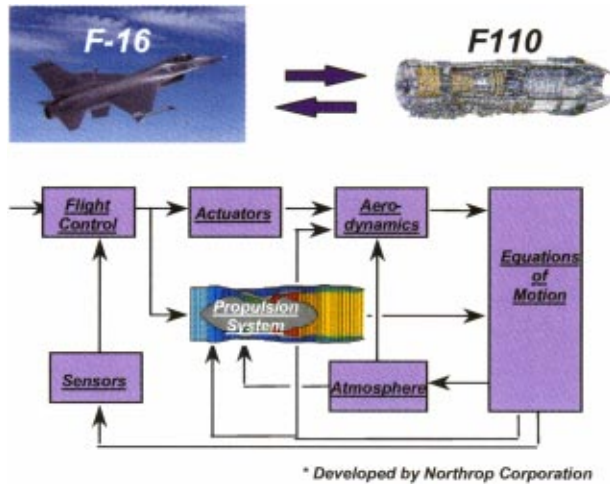 F-16
F110
Flight
Control
Actuators
Aero-
dynamics
Equations
of
Motion
Propulsion
System
Sensors
Atmosphere
* Developed by Northrop Corporation